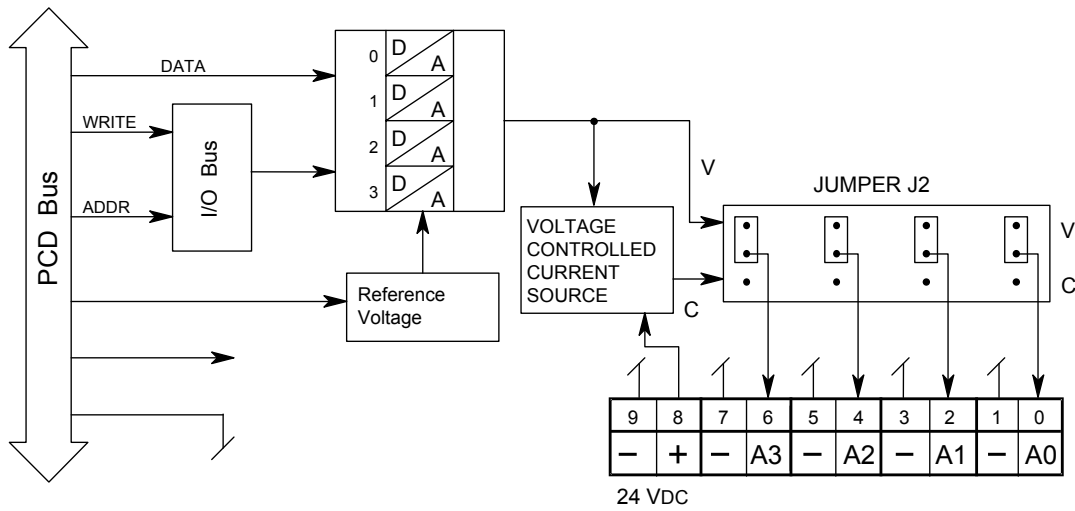 PCD Bus
DATA
WRITE
ADDR
I/O Bus
0 D A
1 D A
2 D A
3 D A
Reference
Voltage
VOLTAGE
CONTROLLED
CURRENT
SOURCE
V
C
JUMPER J2
V
C
9 8 7 6 5 4 3 2 1 0
− + − A3 − A2 − A1 − A0
24 VDC